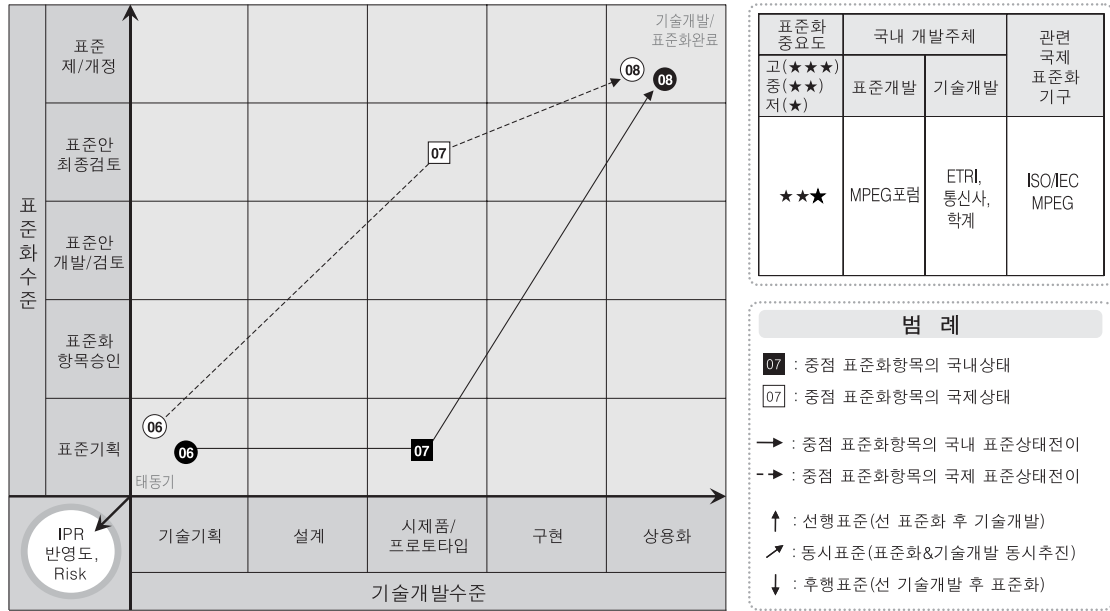 표준화수준
표준
제/개정
표준안
최종검토
표준안
개발/검토
표준화
항목승인
표준기획
기술개발/
표준화완료
08
08
07
06
06
07
태동기
IPR
반영도,
Risk
기술기획
설계
시제품/
프로토타입
구현
상용화
기술개발수준
표준화
중요도
국내 개발주체
관련
국제
표준화
기구
고(★★★)
중(★★)
저(★)
표준개발
기술개발
★★★
MPEG포럼
ETRI,
통신사,
학계
ISO/IEC
MPEG
범 례
07 : 중점 표준화항목의 국내상태
07 : 중점 표준화항목의 국제상태
→ : 중점 표준화항목의 국내 표준상태전이
⇢ : 중점 표준화항목의 국제 표준상태전이
↑ : 선행표준(선 표준화 후 기술개발)
↗ : 동시표준(표준화&기술개발 동시추진)
↓ : 후행표준(선 기술개발 후 표준화)